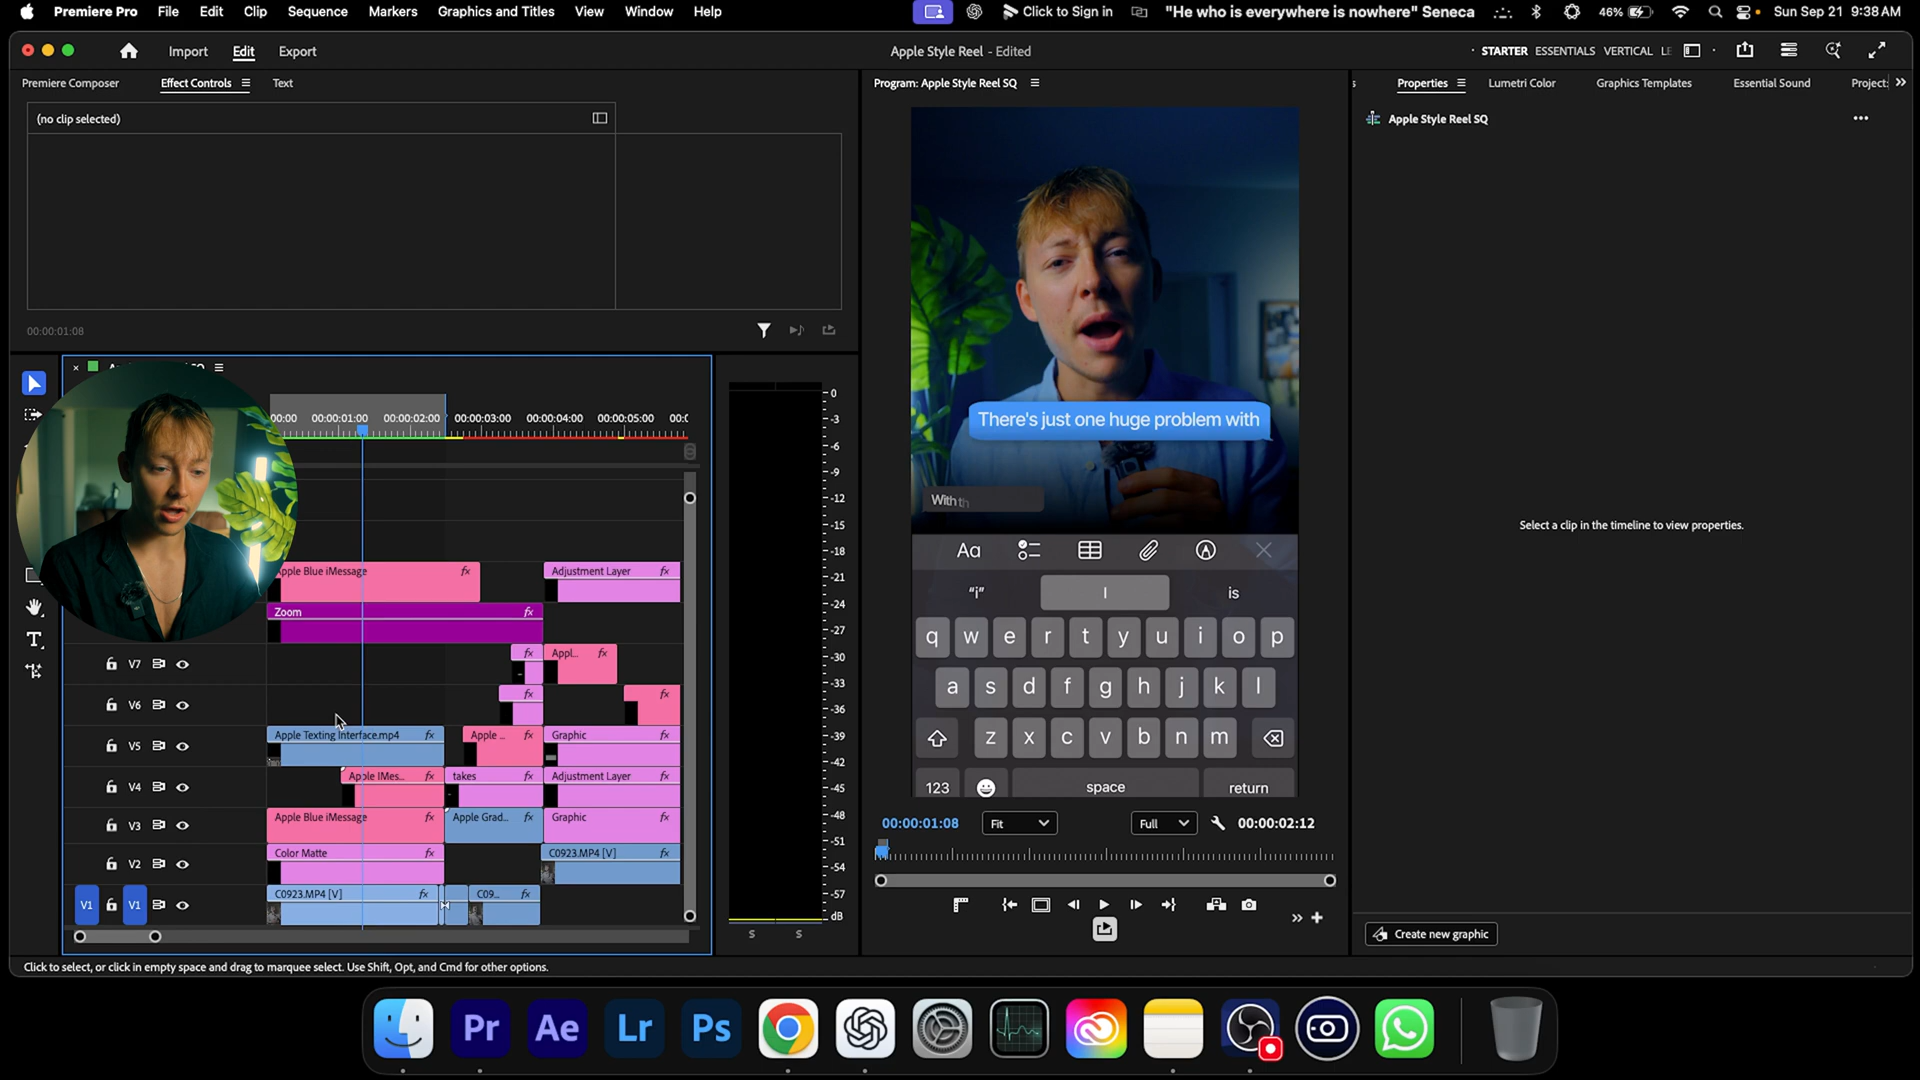 Premiere Pro File Edit Clip Sequence Markers Graphics and Titles View Window Help Click to Sign in "He who is everywhere is nowhere" Seneca 46% Sun Sep 21 9:38 AM
Import Edit Export Apple Style Reel - Edited STARTER ESSENTIALS VERTICAL LE
Premiere Composer Effect Controls Text Program: Apple Style Reel SQ Properties Lumetri Color Graphics Templates Essential Sound Project:
(no clip selected)
Apple Style Reel SQ
00:00:01:08
There's just one huge problem with
With th
Aa
"i" I is
q w e r t y u i o p
a s d f g h j k l
z x c v b n m
123 space return
Select a clip in the timeline to view properties.
:00:00 00:00:01:00 00:00:02:00 00:00:03:00 00:00:04:00 00:00:05:00
Apple Blue iMessage fx Adjustment Layer fx
Zoom fx
V7 fx Appl... fx
V6 fx fx
V5 Apple Texting Interface.mp4 fx Apple ... fx Graphic fx
V4 Apple IMes... fx takes fx Adjustment Layer fx
V3 Apple Blue iMessage fx Apple Grad... fx Graphic fx
V2 Color Matte fx C0923.MP4 [V] fx
V1 V1 C0923.MP4 [V] fx C09... fx
0
-3
-6
-9
-12
-15
-18
-21
-24
-27
-30
-33
-36
-39
-42
-45
-48
-51
-54
-57
dB
S S
00:00:01:08 Fit Full 00:00:02:12
Create new graphic
Click to select, or click in empty space and drag to marquee select. Use Shift, Opt, and Cmd for other options.
Pr Ae Lr Ps